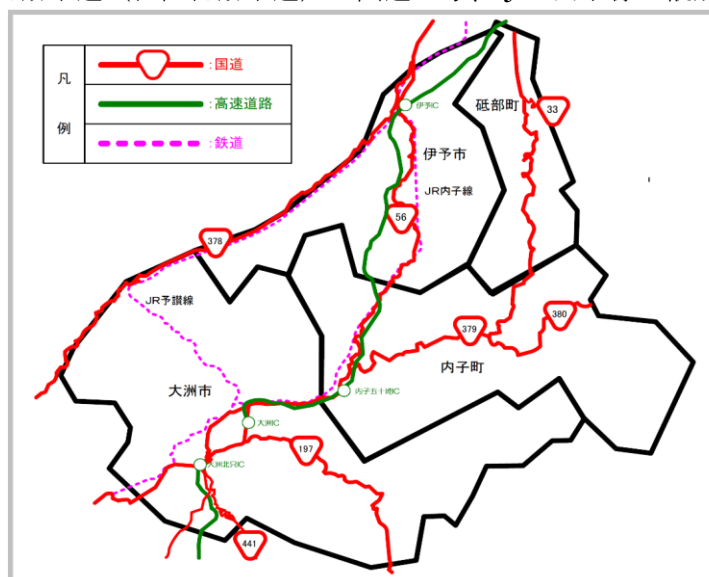 凡
例
:国道
:高速道路
:鉄道
伊予IC
砥部町
33
伊予市
JR内子線
56
378
JR予讃線
379
380
内子町
内子五十崎IC
大洲市
大洲IC
197
大洲北只IC
441